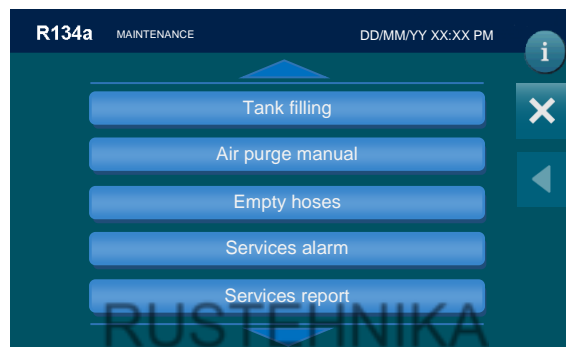 R134a MAINTENANCE DD/MM/YY XX:XX PM
i
Tank filling
Air purge manual
Empty hoses
Services alarm
Services report
RUSTEHNIKA